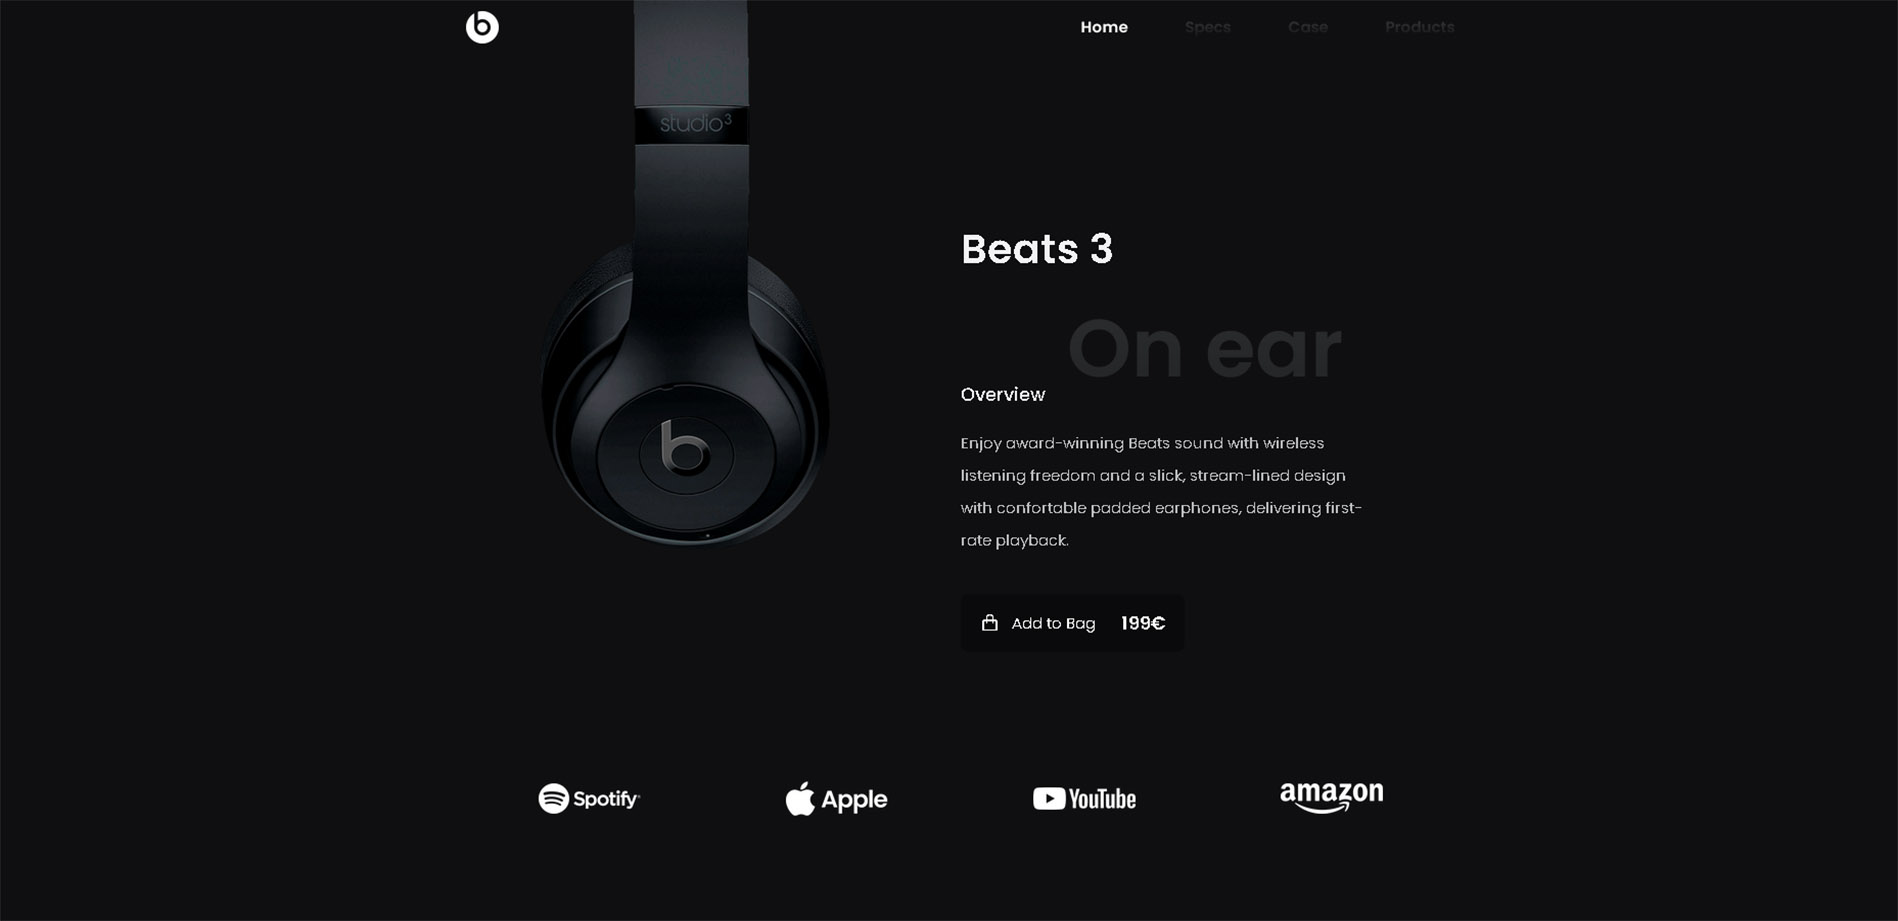 Home Specs Case Products
studio3
Beats 3
On ear
Overview
Enjoy award-winning Beats sound with wireless
listening freedom and a slick, stream-lined design
with confortable padded earphones, delivering first-
rate playback.
Add to Bag 199€
Spotify Apple YouTube amazon